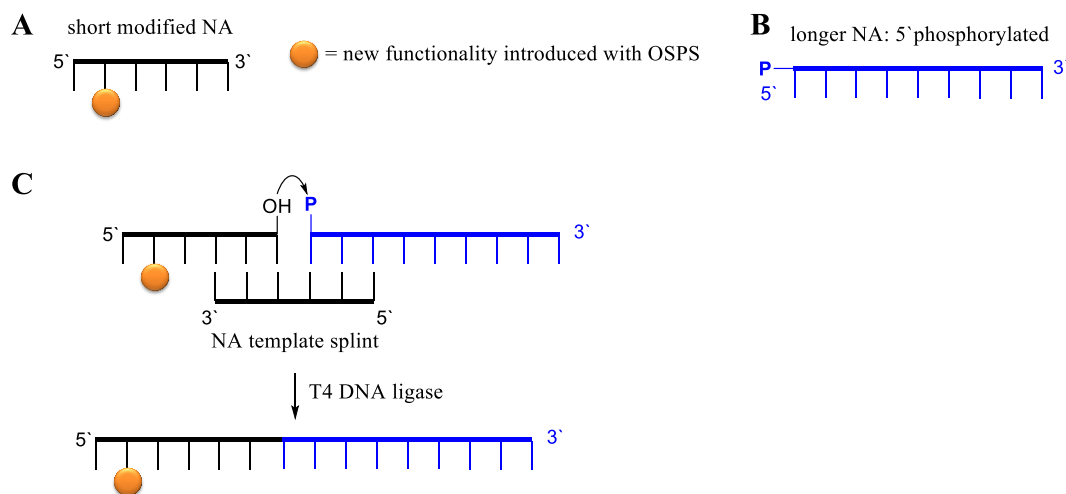 A
short modified NA
5` 3`
= new functionality introduced with OSPS
B
longer NA: 5`phosphorylated
P 3`
5`
C
OH P
5` 3`
3` 5`
NA template splint
T4 DNA ligase
5` 3`